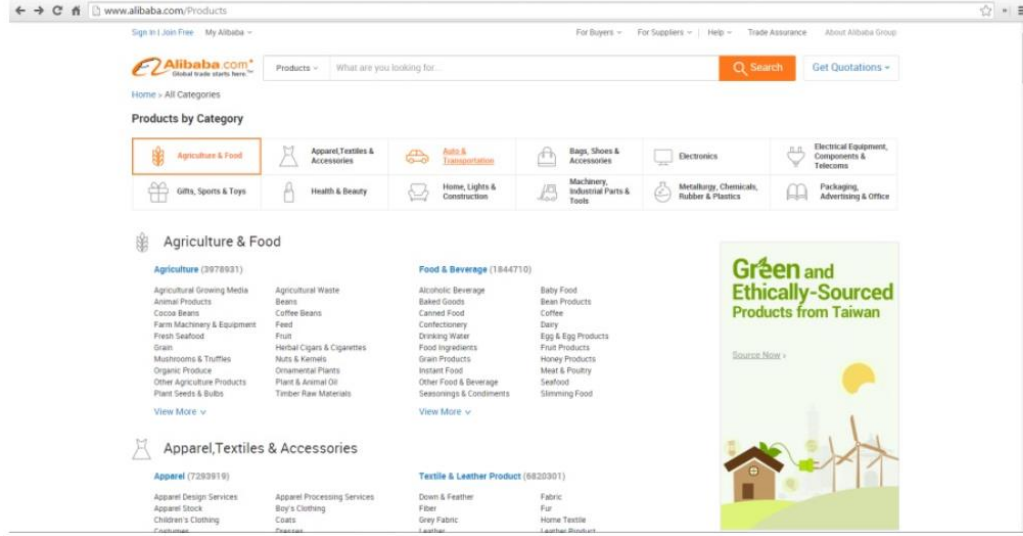 www.alibaba.com/Products
Sign In | Join Free My Alibaba
For Buyers For Suppliers | Help Trade Assurance About Alibaba Group
Alibaba.com
Global trade starts here.™
Products What are you looking for...
Search
Get Quotations
Home > All Categories
Products by Category
Agriculture & Food
Apparel,Textiles & Accessories
Auto & Transportation
Bags, Shoes & Accessories
Electronics
Electrical Equipment, Components & Telecoms
Gifts, Sports & Toys
Health & Beauty
Home, Lights & Construction
Machinery, Industrial Parts & Tools
Metallurgy, Chemicals, Rubber & Plastics
Packaging, Advertising & Office
Agriculture & Food
Agriculture (3978931)
Agricultural Growing Media Agricultural Waste
Animal Products Beans
Cocoa Beans Coffee Beans
Farm Machinery & Equipment Feed
Fresh Seafood Fruit
Grain Herbal Cigars & Cigarettes
Mushrooms & Truffles Nuts & Kernels
Organic Produce Ornamental Plants
Other Agriculture Products Plant & Animal Oil
Plant Seeds & Bulbs Timber Raw Materials
View More
Food & Beverage (1844710)
Alcoholic Beverage Baby Food
Baked Goods Bean Products
Canned Food Coffee
Confectionery Dairy
Drinking Water Egg & Egg Products
Food Ingredients Fruit Products
Grain Products Honey Products
Instant Food Meat & Poultry
Other Food & Beverage Seafood
Seasonings & Condiments Slimming Food
View More
Green and
Ethically-Sourced
Products from Taiwan
Source Now >
Apparel,Textiles & Accessories
Apparel (7293919)
Apparel Design Services Apparel Processing Services
Apparel Stock Boy's Clothing
Children's Clothing Coats
Costumes Dresses
Textile & Leather Product (6820301)
Down & Feather Fabric
Fiber Fur
Grey Fabric Home Textile
Leather Leather Product